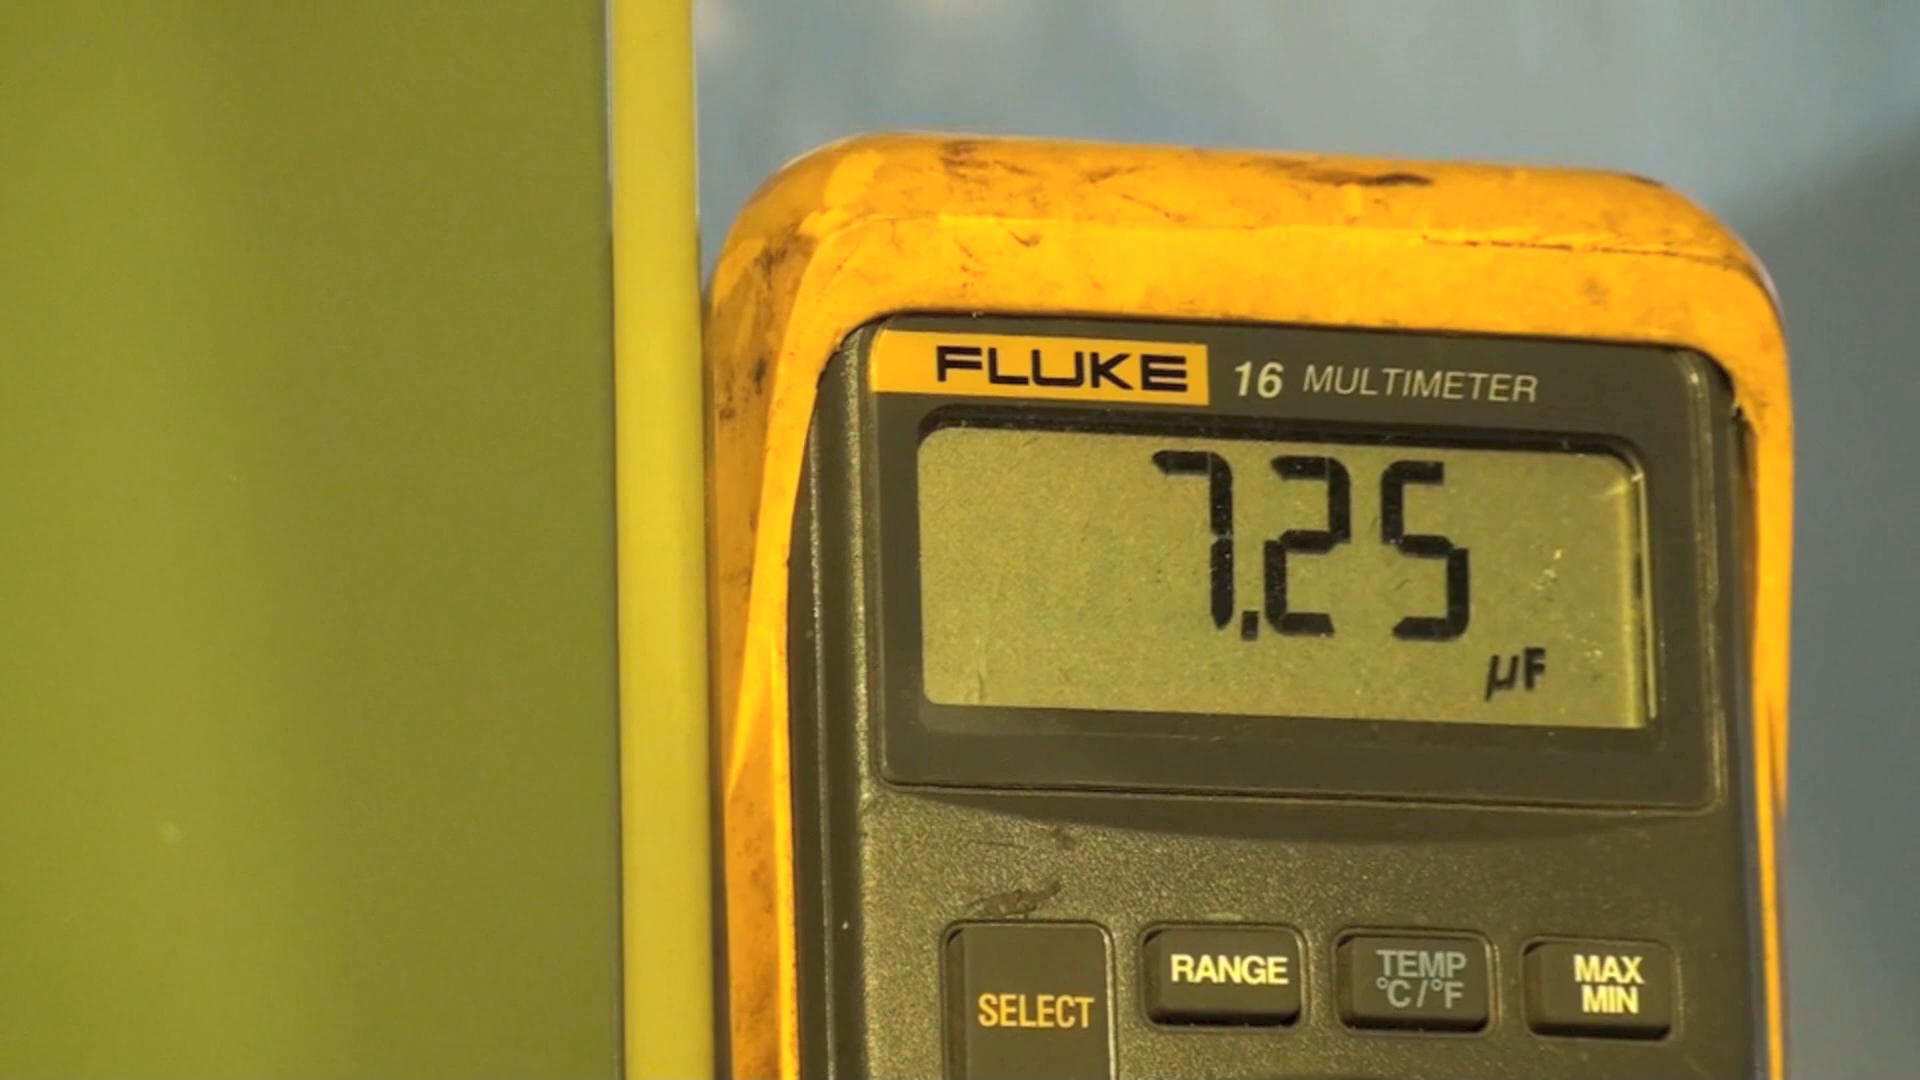 FLUKE 16 MULTIMETER
7.25
µF
SELECT
RANGE
TEMP
°C/°F
MAX
MIN